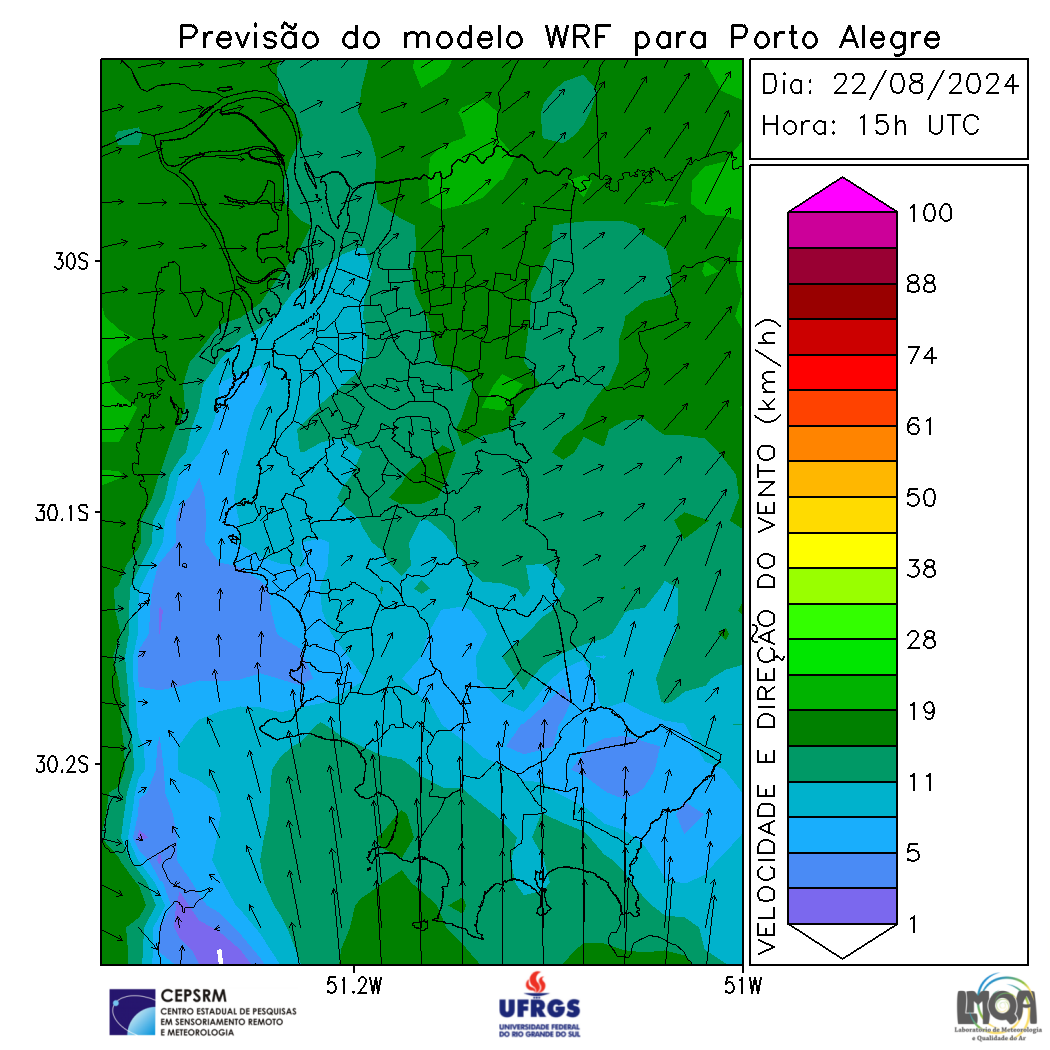 Previsão do modelo WRF para Porto Alegre
Dia: 22/08/2024
Hora: 15h UTC
30S
30.1S
30.2S
51.2W
51W
VELOCIDADE E DIREÇÃO DO VENTO (km/h)
100
88
74
61
50
38
28
19
11
5
1
CEPSRM
CENTRO ESTADUAL DE PESQUISAS
EM SENSORIAMENTO REMOTO
E METEOROLOGIA
UFRGS
UNIVERSIDADE FEDERAL
DO RIO GRANDE DO SUL
LMQA
Laboratório de Meteorologia
e Qualidade do Ar